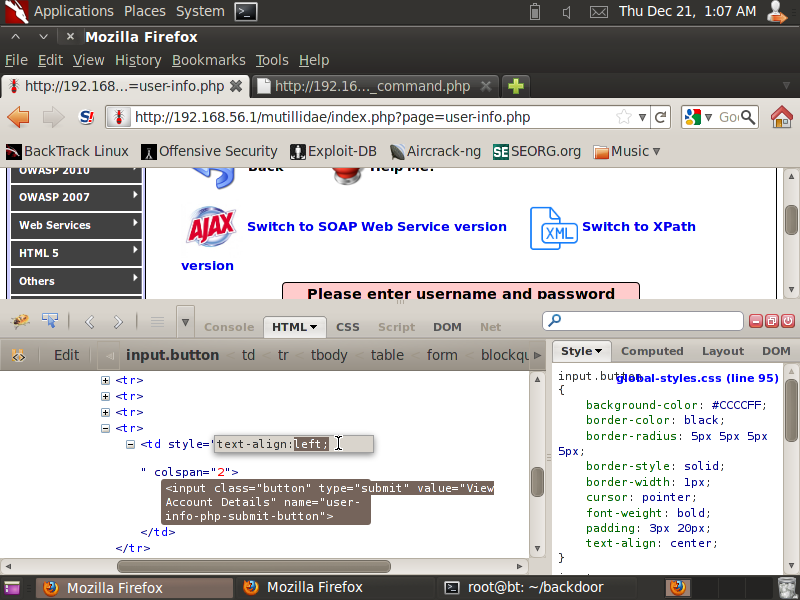 Applications Places System Thu Dec 21, 1:07 AM
Mozilla Firefox
File Edit View History Bookmarks Tools Help
http://192.168...=user-info.php http://192.16..._command.php
S! http://192.168.56.1/mutillidae/index.php?page=user-info.php Go
BackTrack Linux Offensive Security Exploit-DB Aircrack-ng SE SEORG.org Music
OWASP 2010 Back Help Me!
OWASP 2007
Web Services AJAX Switch to SOAP Web Service version XML Switch to XPath
HTML 5
version
Others
Please enter username and password
Console HTML CSS Script DOM Net
Edit input.button < td < tr < tbody < table < form < blockqu Style Computed Layout DOM
<tr>
<tr>
<tr>
<tr>
<td style="text-align:left;
" colspan="2">
<input class="button" type="submit" value="View
Account Details" name="user-
info-php-submit-button">
</td>
</tr>
input.button global-styles.css (line 95)
{
background-color: #CCCCFF;
border-color: black;
border-radius: 5px 5px 5px
5px;
border-style: solid;
border-width: 1px;
cursor: pointer;
font-weight: bold;
padding: 3px 20px;
text-align: center;
}
Mozilla Firefox Mozilla Firefox root@bt: ~/backdoor